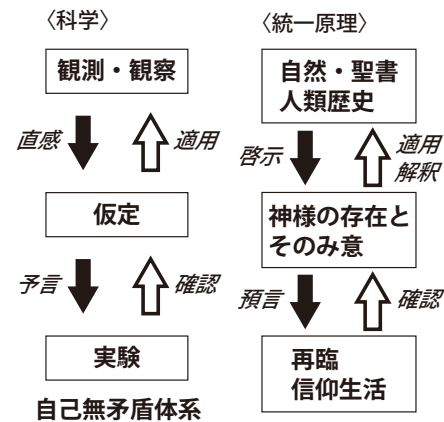 〈科学〉
観測・観察
直感
適用
仮定
予言
確認
実験
自己無矛盾体系
〈統一原理〉
自然・聖書
人類歴史
啓示
適用
解釈
神様の存在と
そのみ意
預言
確認
再臨
信仰生活